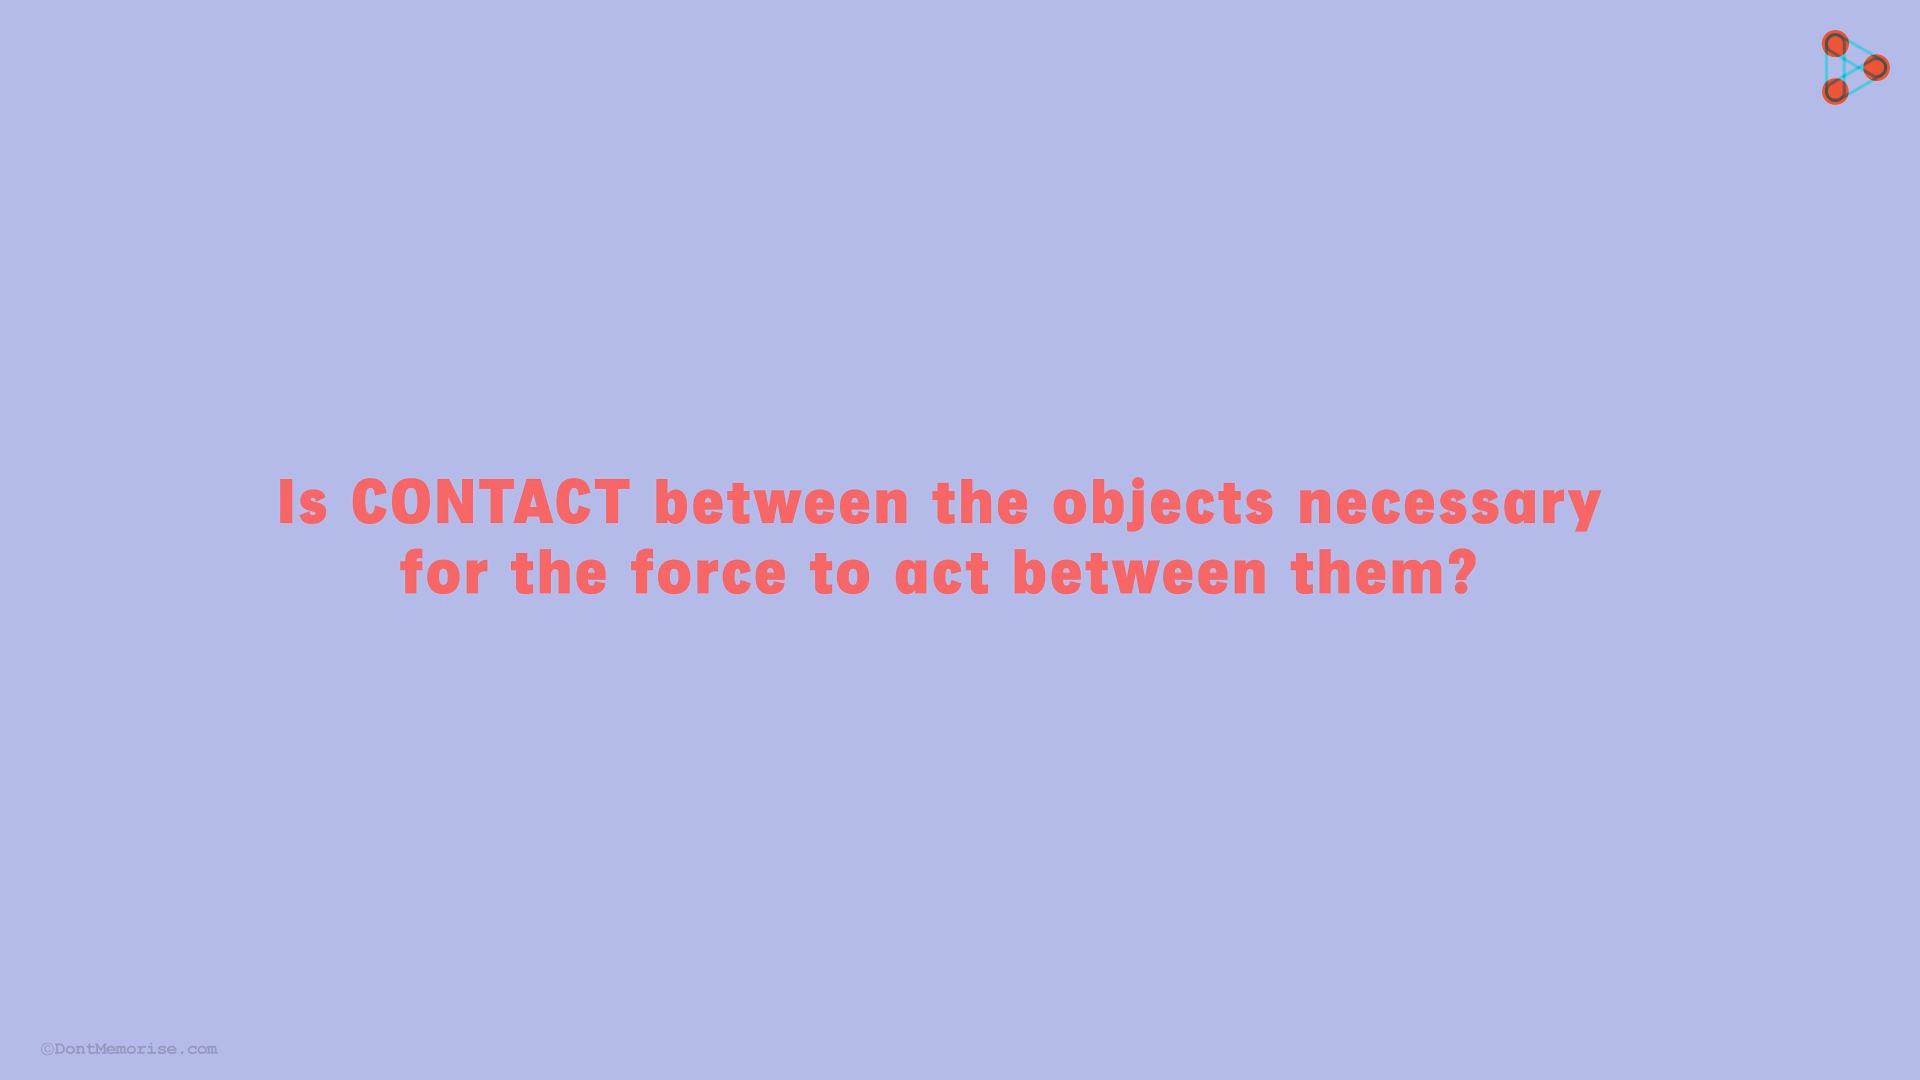 Is CONTACT between the objects necessary
for the force to act between them?
©DontMemorise.com